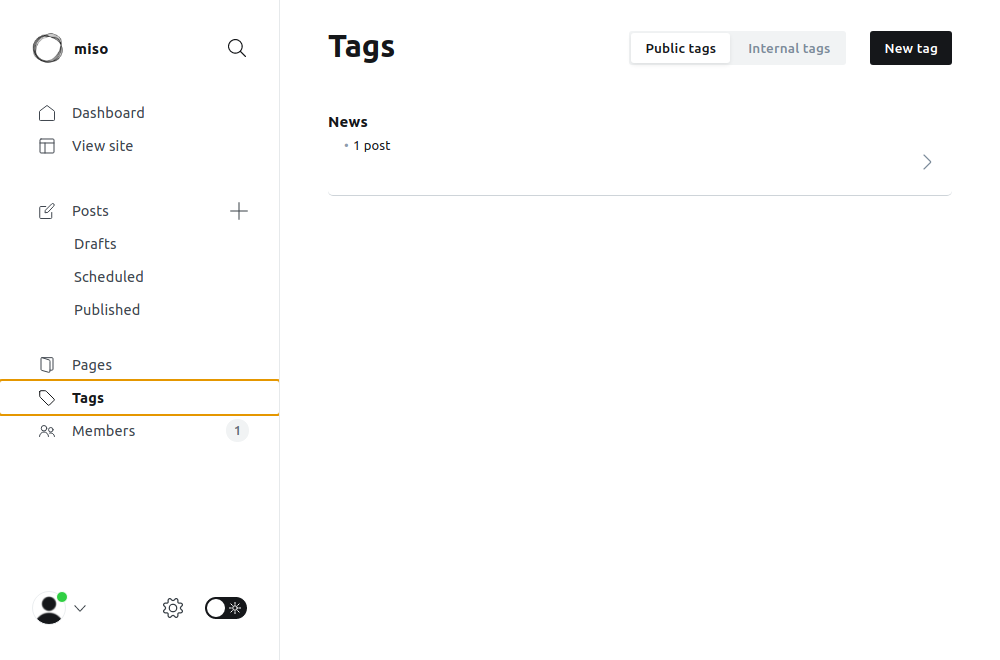 miso
Dashboard
View site
Posts
Drafts
Scheduled
Published
Pages
Tags
Members 1
Tags
Public tags Internal tags New tag
News
• 1 post